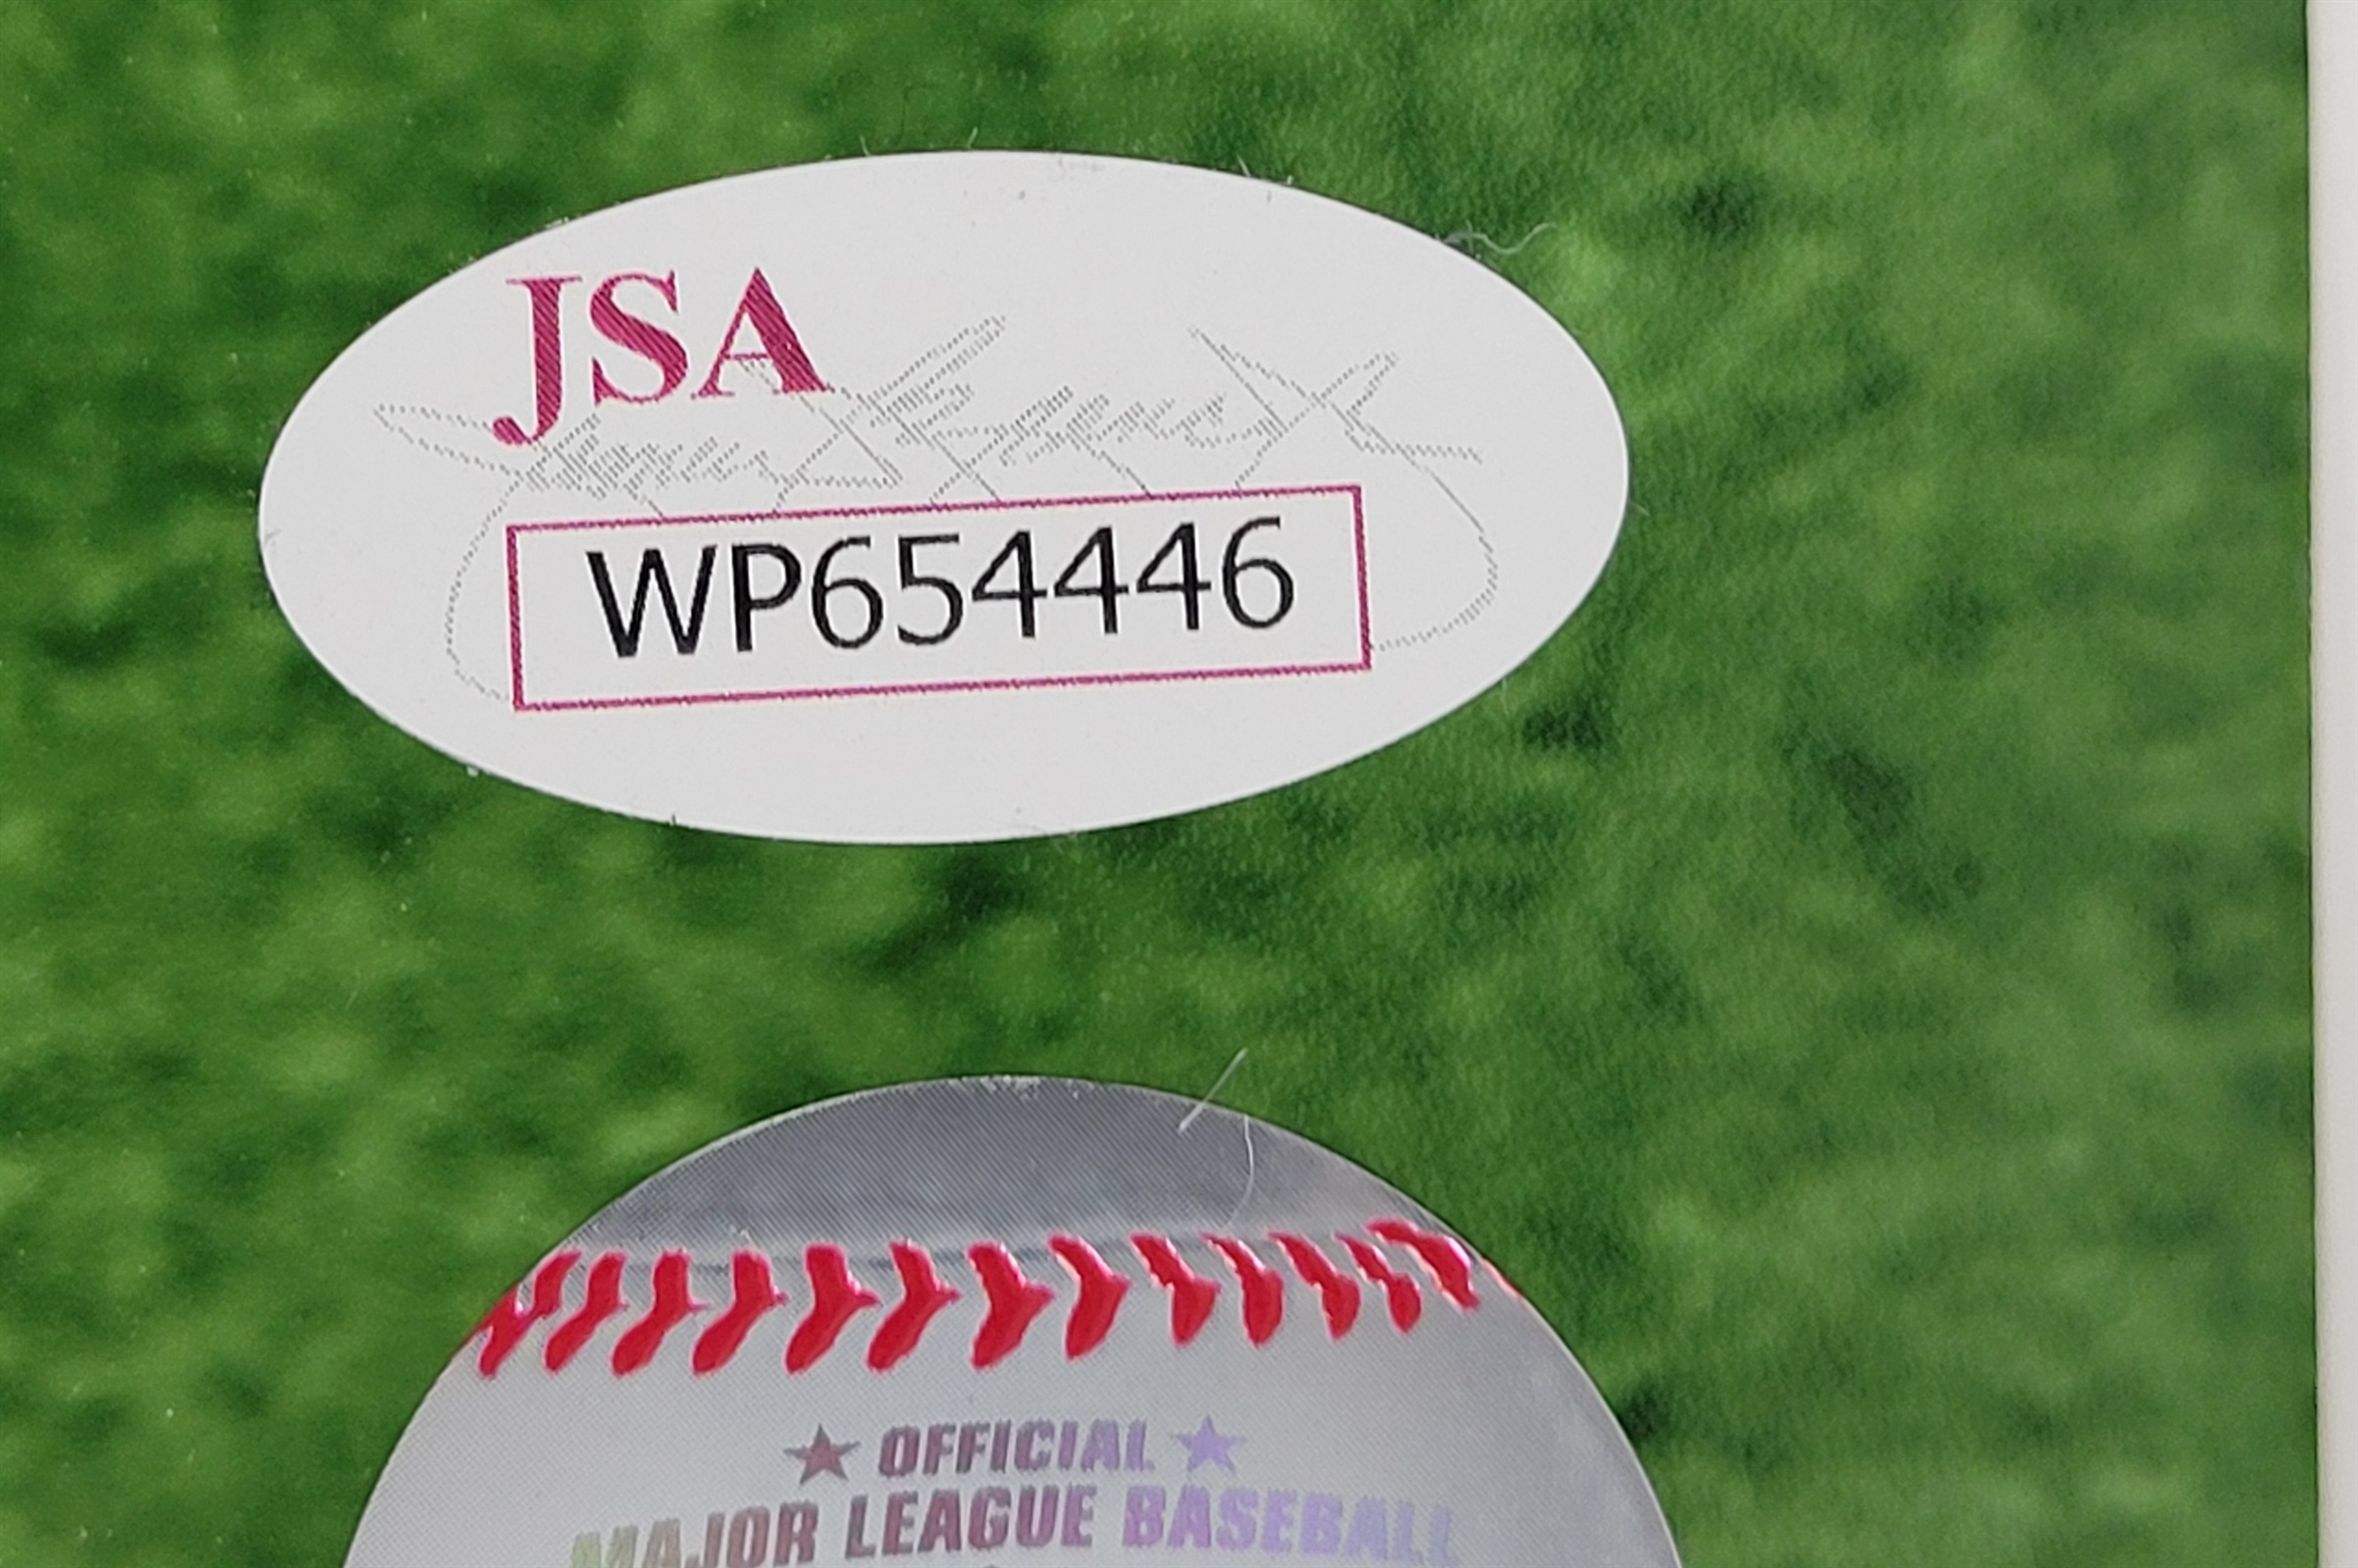 JSA
WP654446
★ OFFICIAL ★
MAJOR LEAGUE BASEBALL